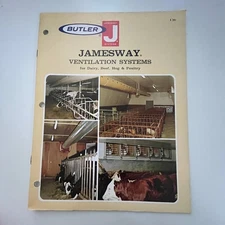 BUTLER
J
JAMESWAY.
VENTILATION SYSTEMS
for Dairy, Beef, Hog & Poultry